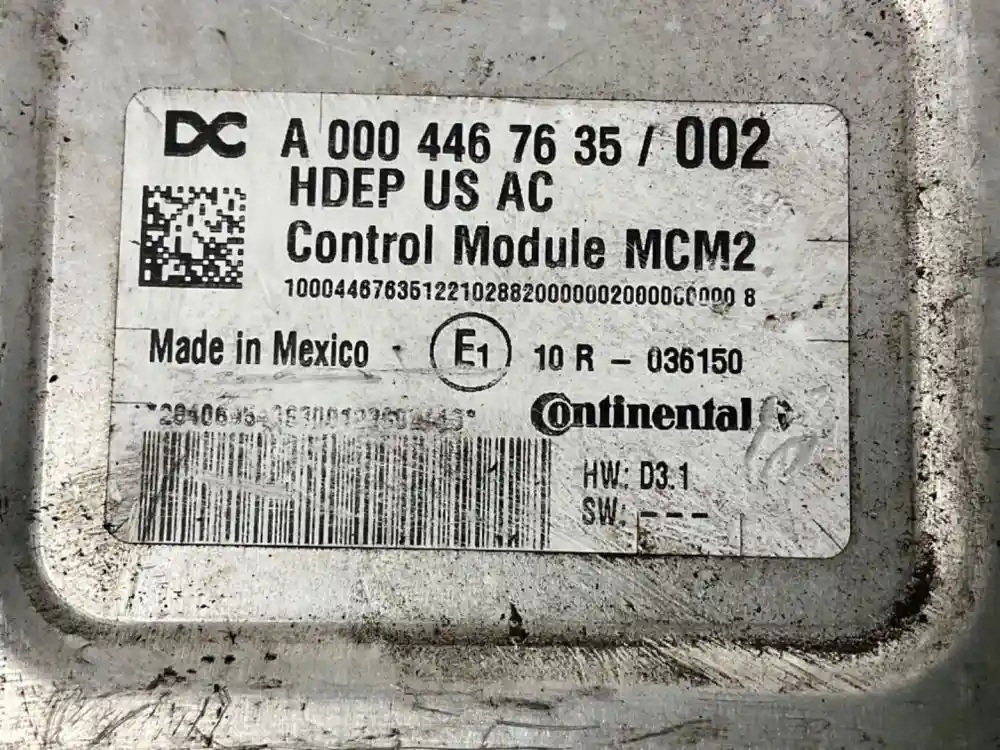 DC A 000 446 76 35 / 002
HDEP US AC
Control Module MCM2
Made in Mexico E1 10 R - 036150
Continental
HW: D3.1
SW: ---